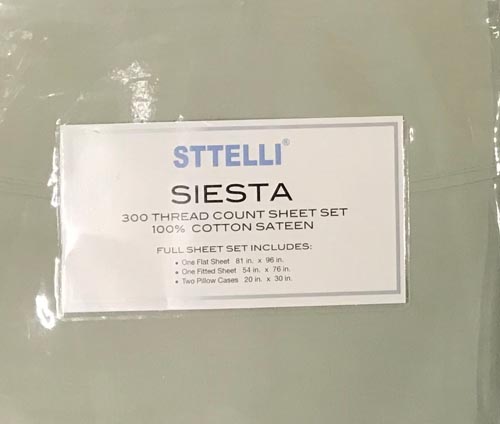 STTELLI®
SIESTA
300 THREAD COUNT SHEET SET
100% COTTON SATEEN
FULL SHEET SET INCLUDES:
• One Flat Sheet 81 in. x 96 in.
• One Fitted Sheet 54 in. x 76 in.
• Two Pillow Cases 20 in. x 30 in.